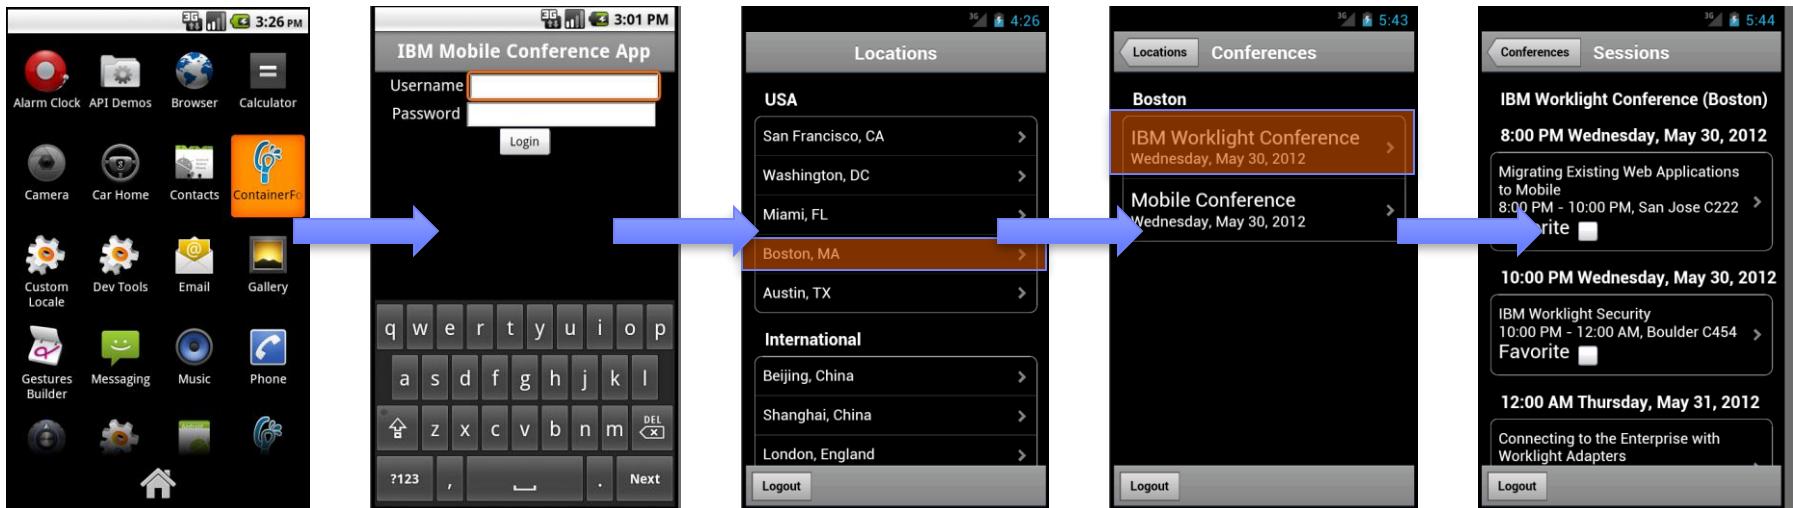 3G 3:26 PM
Alarm Clock API Demos Browser Calculator
Camera Car Home Contacts ContainerFo
Custom Locale Dev Tools Email Gallery
Gestures Builder Messaging Music Phone
3G 3:01 PM
IBM Mobile Conference App
Username
Password
Login
q w e r t y u i o p
a s d f g h j k l
z x c v b n m DEL
?123 , . Next
3G 4:26
Locations
USA
San Francisco, CA
Washington, DC
Miami, FL
Boston, MA
Austin, TX
International
Beijing, China
Shanghai, China
London, England
Logout
3G 5:43
Locations Conferences
Boston
IBM Worklight Conference
Wednesday, May 30, 2012
Mobile Conference
Wednesday, May 30, 2012
Logout
3G 5:44
Conferences Sessions
IBM Worklight Conference (Boston)
8:00 PM Wednesday, May 30, 2012
Migrating Existing Web Applications
to Mobile
8:00 PM - 10:00 PM, San Jose C222
rite
10:00 PM Wednesday, May 30, 2012
IBM Worklight Security
10:00 PM - 12:00 AM, Boulder C454
Favorite
12:00 AM Thursday, May 31, 2012
Connecting to the Enterprise with
Worklight Adapters
Logout